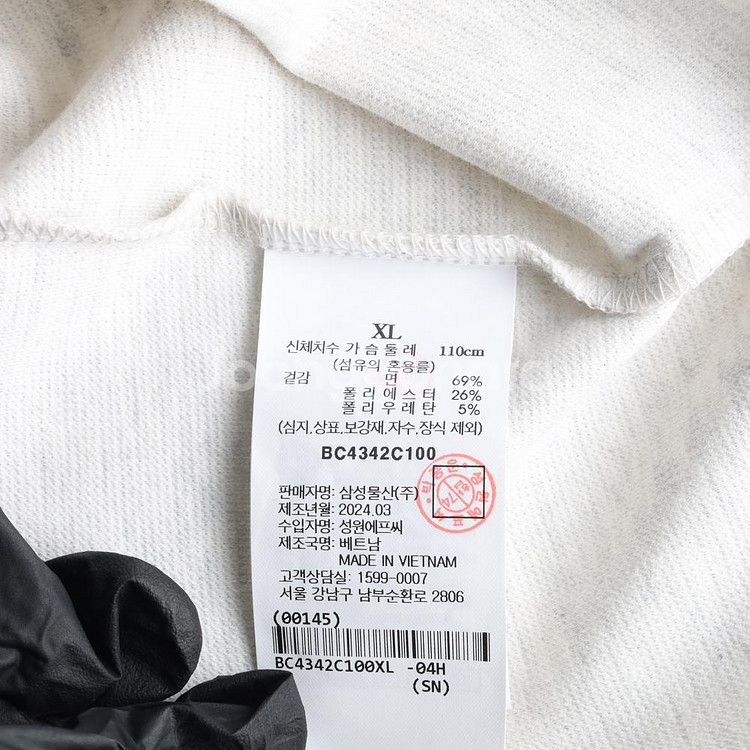 XL
신체치수 가슴둘레 110cm
(섬유의 혼용률)
겉감 면 69%
폴리에스터 26%
폴리우레탄 5%
(심지,상표,보강재,자수,장식 제외)
BC4342C100
판매자명: 삼성물산(주)
제조년월: 2024.03
수입자명: 성원에프씨
제조국명: 베트남
MADE IN VIETNAM
고객상담실: 1599-0007
서울 강남구 남부순환로 2806
(00145)
BC4342C100XL -04H
(SN)